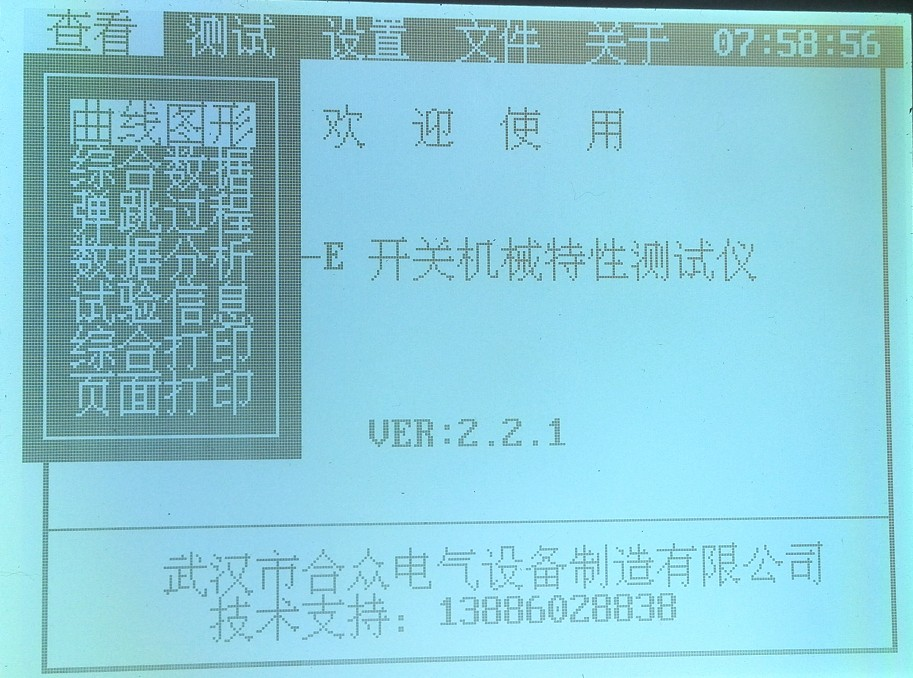 查看 测试 设置 文件 关于 07:58:56
曲线图形
综合数据
弹跳过程
数据分析
试验信息
综合打印
页面打印
欢 迎 使 用
-E 开关机械特性测试仪
VER:2.2.1
武汉市合众电气设备制造有限公司
技术支持: 13886028838